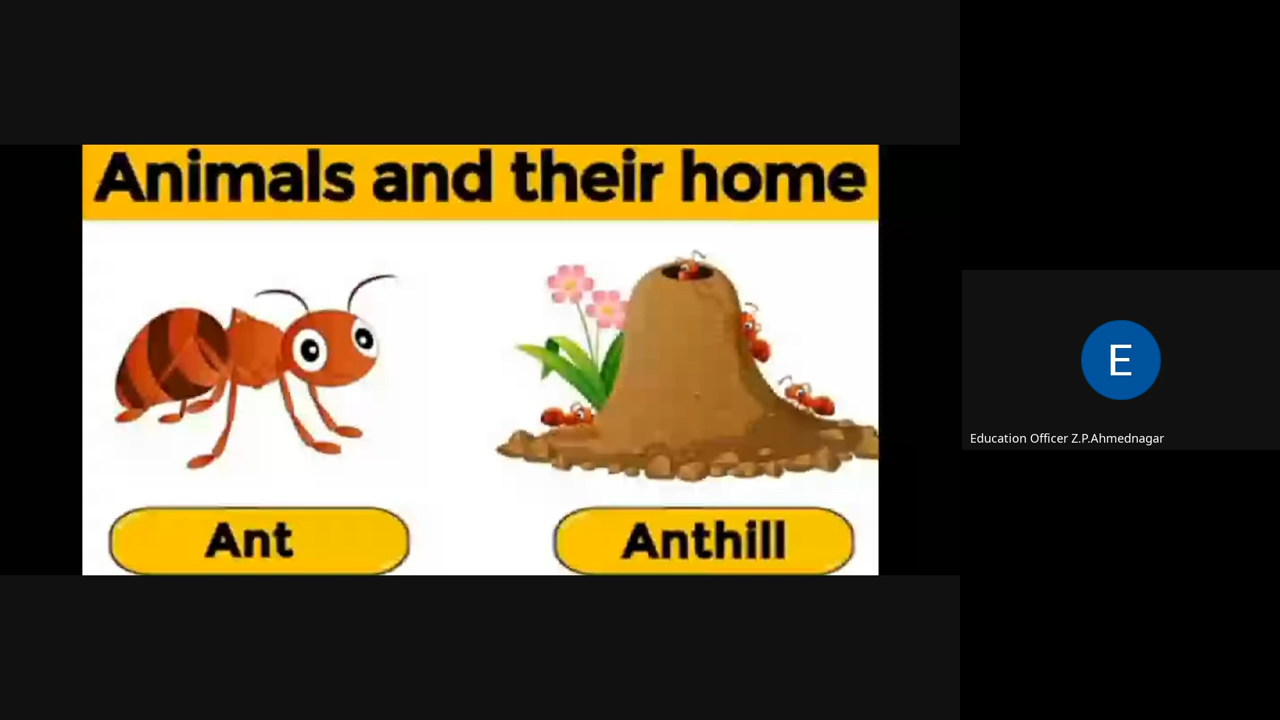 Animals and their home
Ant
Anthill
E
Education Officer Z.P.Ahmednagar